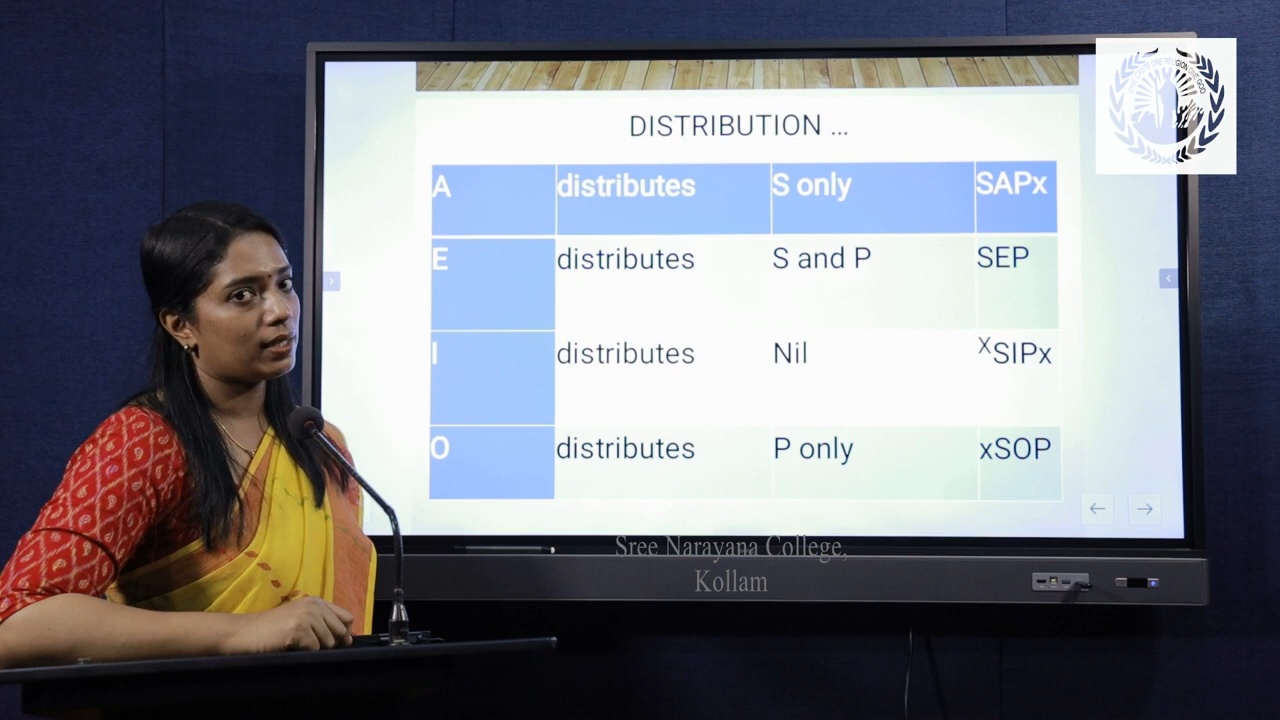 DISTRIBUTION ...
A distributes S only SAPx
E distributes S and P SEP
I distributes Nil xSIPx
O distributes P only xSOP
Sree Narayana College,
Kollam